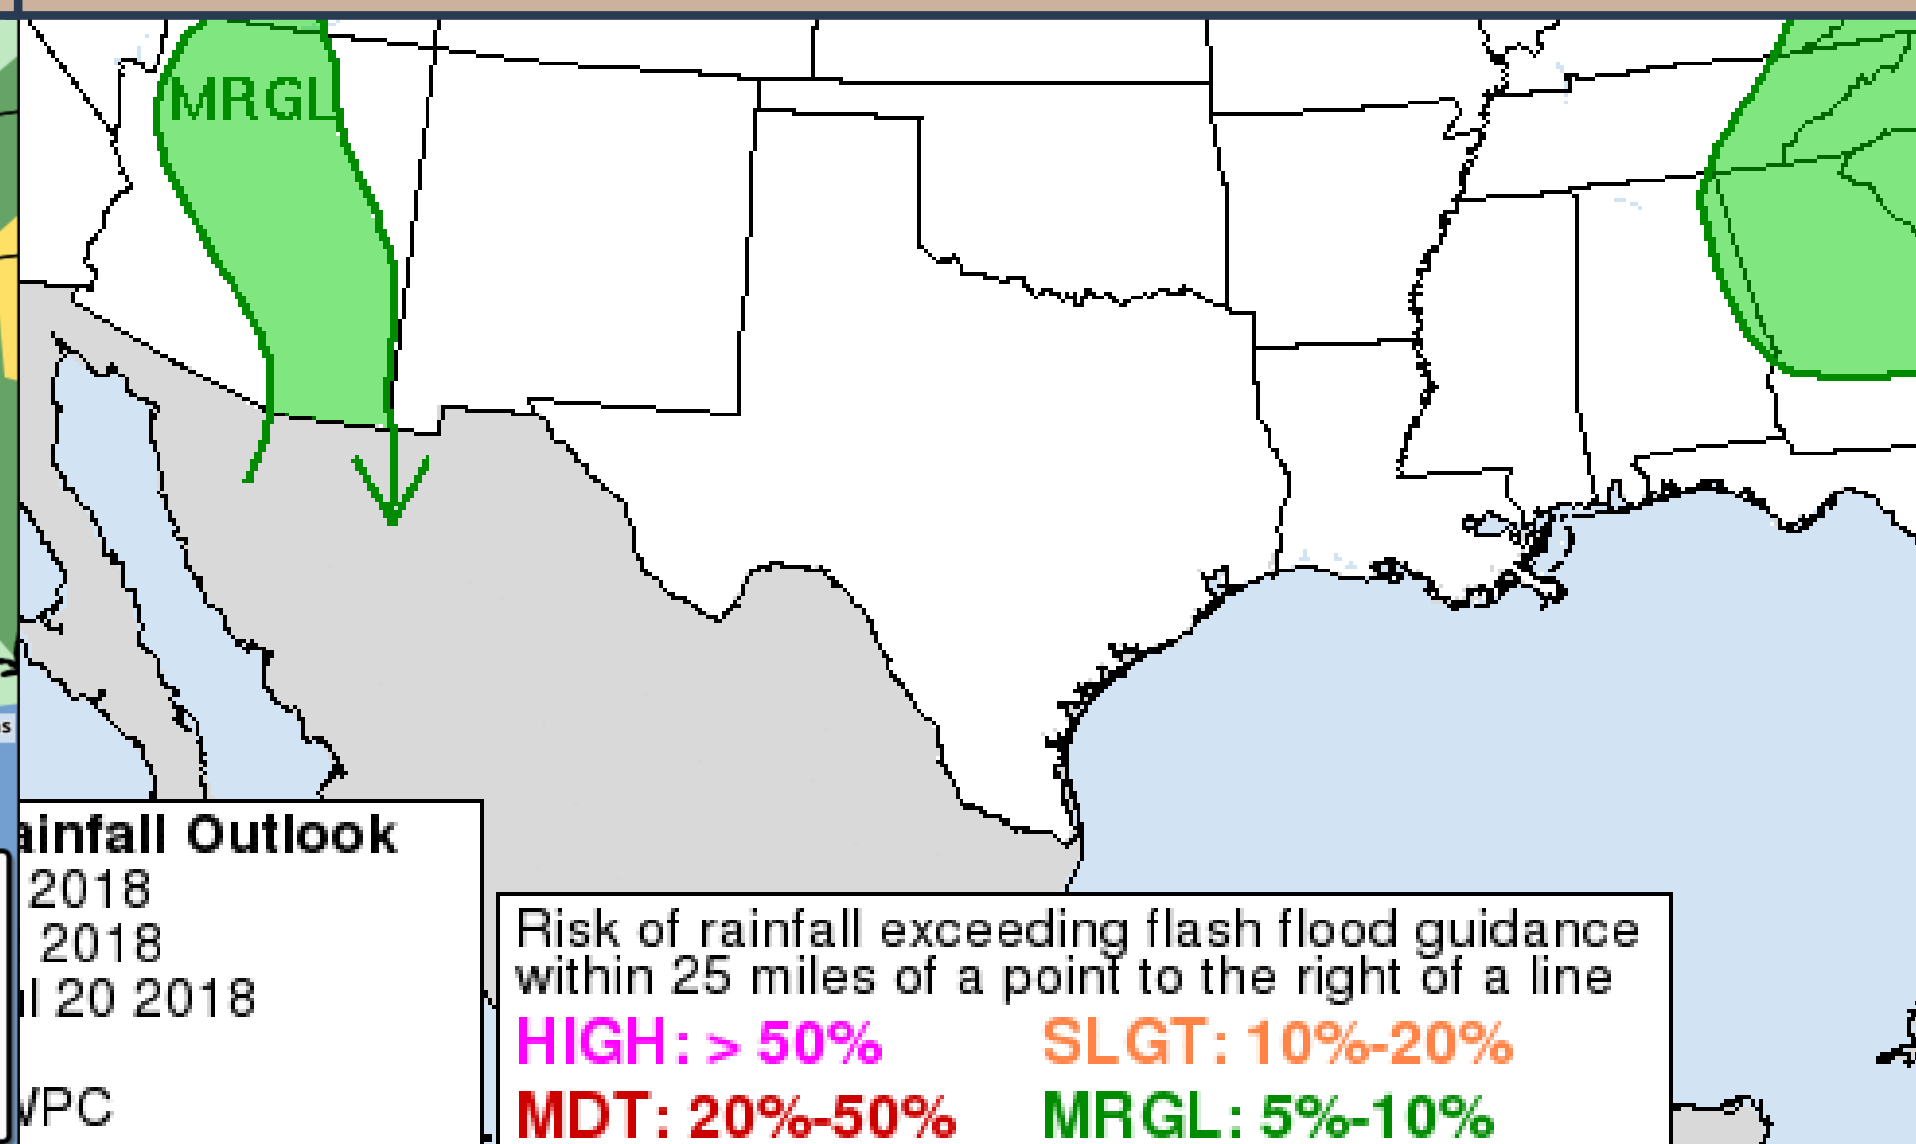 MRGL
ainfall Outlook
2018
2018
ul 20 2018
WPC
Risk of rainfall exceeding flash flood guidance
within 25 miles of a point to the right of a line
HIGH: > 50%
SLGT: 10%-20%
MDT: 20%-50%
MRGL: 5%-10%